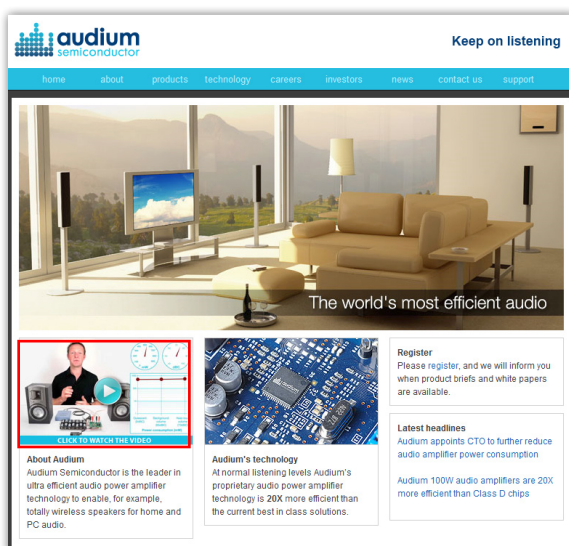 audium
semiconductor
Keep on listening
home about products technology careers investors news contact us support
The world's most efficient audio
CLICK TO WATCH THE VIDEO
About Audium
Audium Semiconductor is the leader in
ultra efficient audio power amplifier
technology to enable, for example,
totally wireless speakers for home and
PC audio.
audium
Audium's technology
At normal listening levels Audium's
proprietary audio power amplifier
technology is 20X more efficient than
the current best in class solutions.
Register
Please register, and we will inform you
when product briefs and white papers
are available.
Latest headlines
Audium appoints CTO to further reduce
audio amplifier power consumption
Audium 100W audio amplifiers are 20X
more efficient than Class D chips